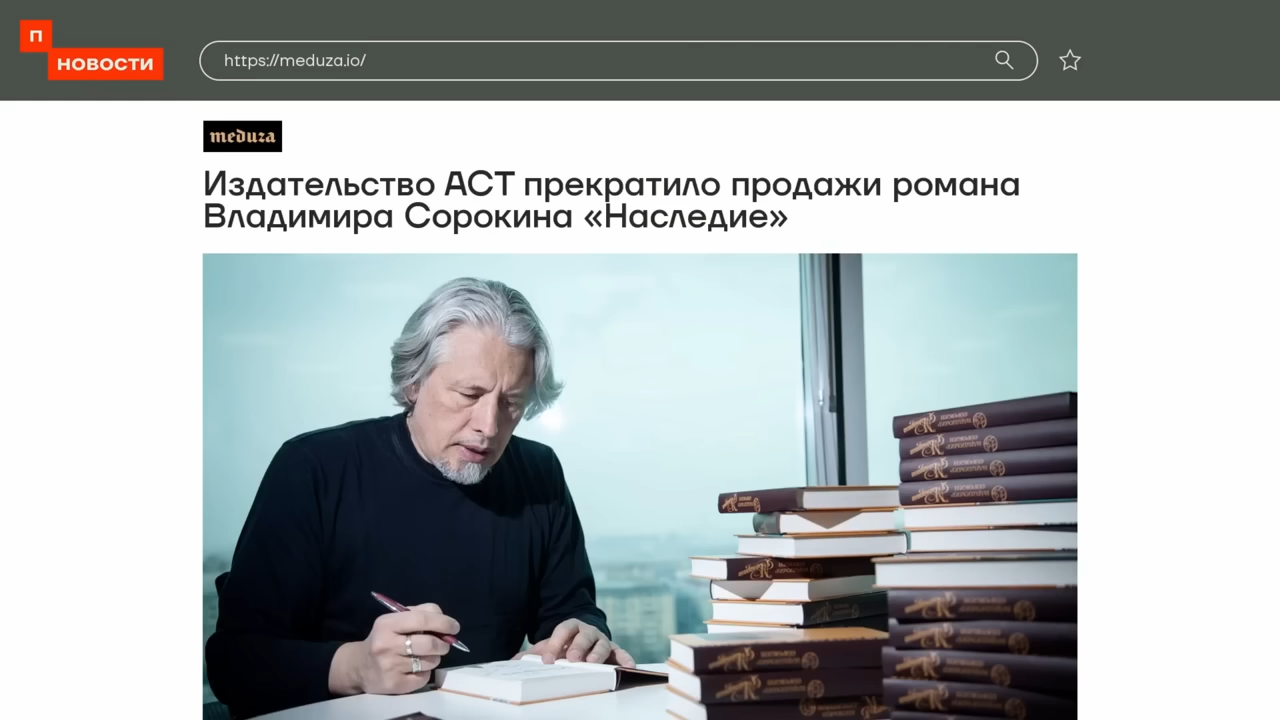 П
НОВОСТИ
https://meduza.io/
meduza
Издательство АСТ прекратило продажи романа
Владимира Сорокина «Наследие»